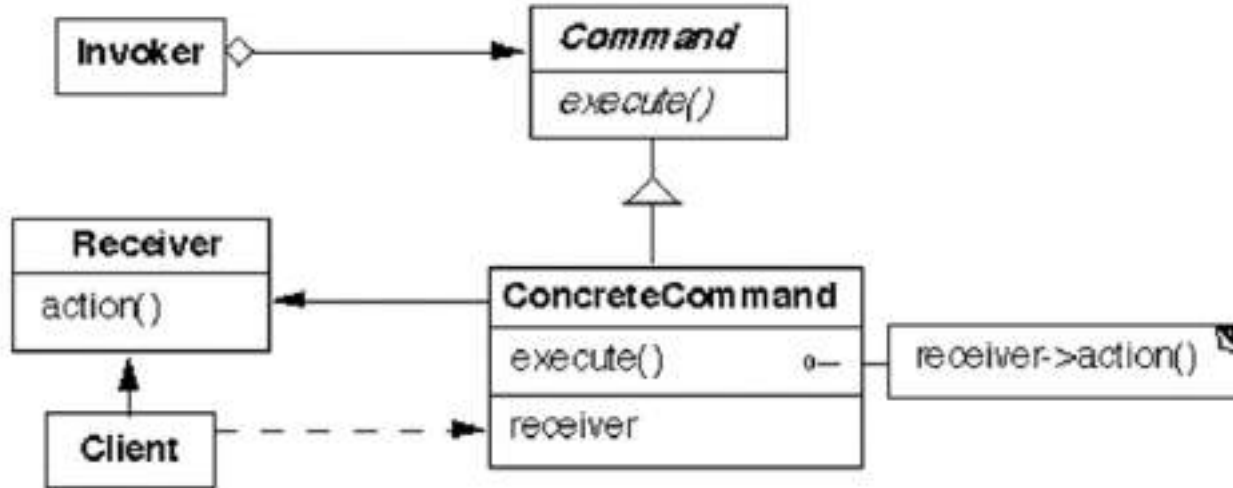 Invoker
Command
execute()
Receiver
action()
ConcreteCommand
execute()
receiver->action()
receiver
Client